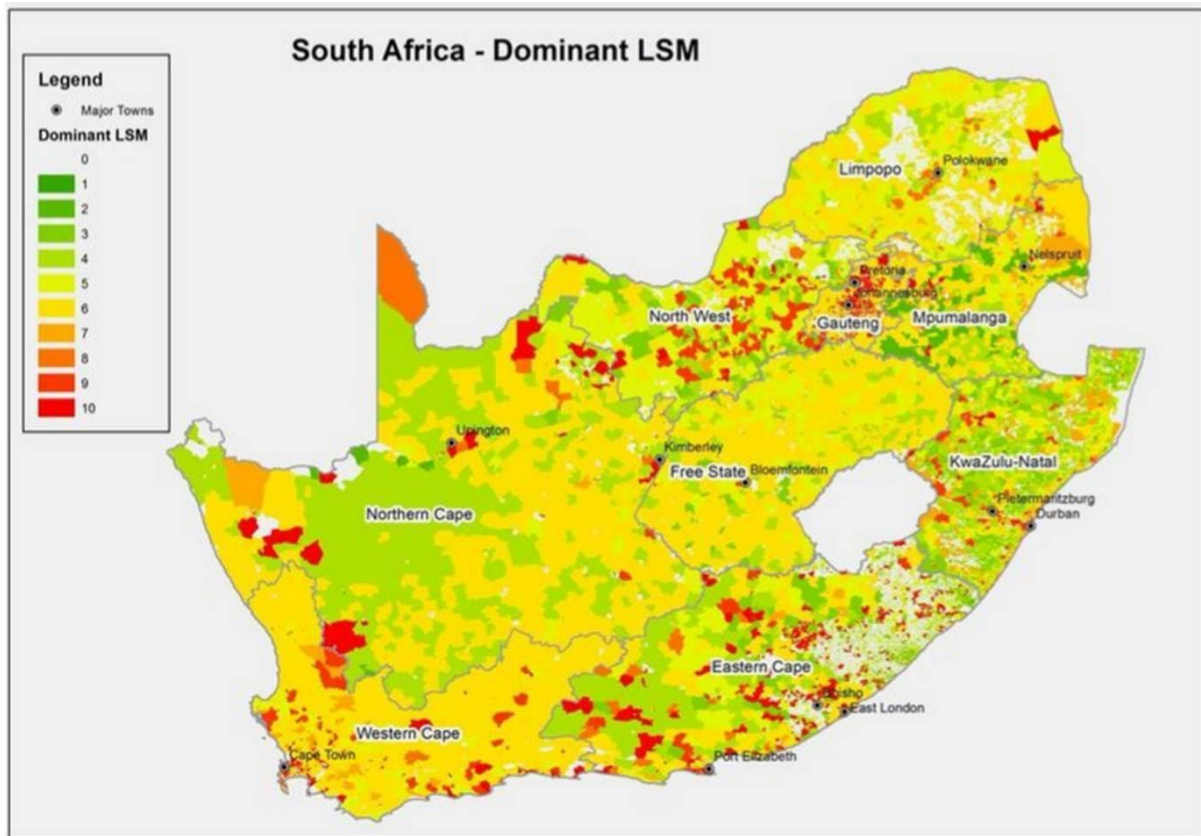 South Africa - Dominant LSM
Legend
Major Towns
Dominant LSM
0
1
2
3
4
5
6
7
8
9
10
Limpopo
Polokwane
Nelspruit
Pretoria
Johannesburg
North West
Gauteng
Mpumalanga
Upington
Kimberley
Free State
Bloemfontein
KwaZulu-Natal
Northern Cape
Pietermaritzburg
Durban
Eastern Cape
Bhisho
East London
Western Cape
Cape Town
Port Elizabeth